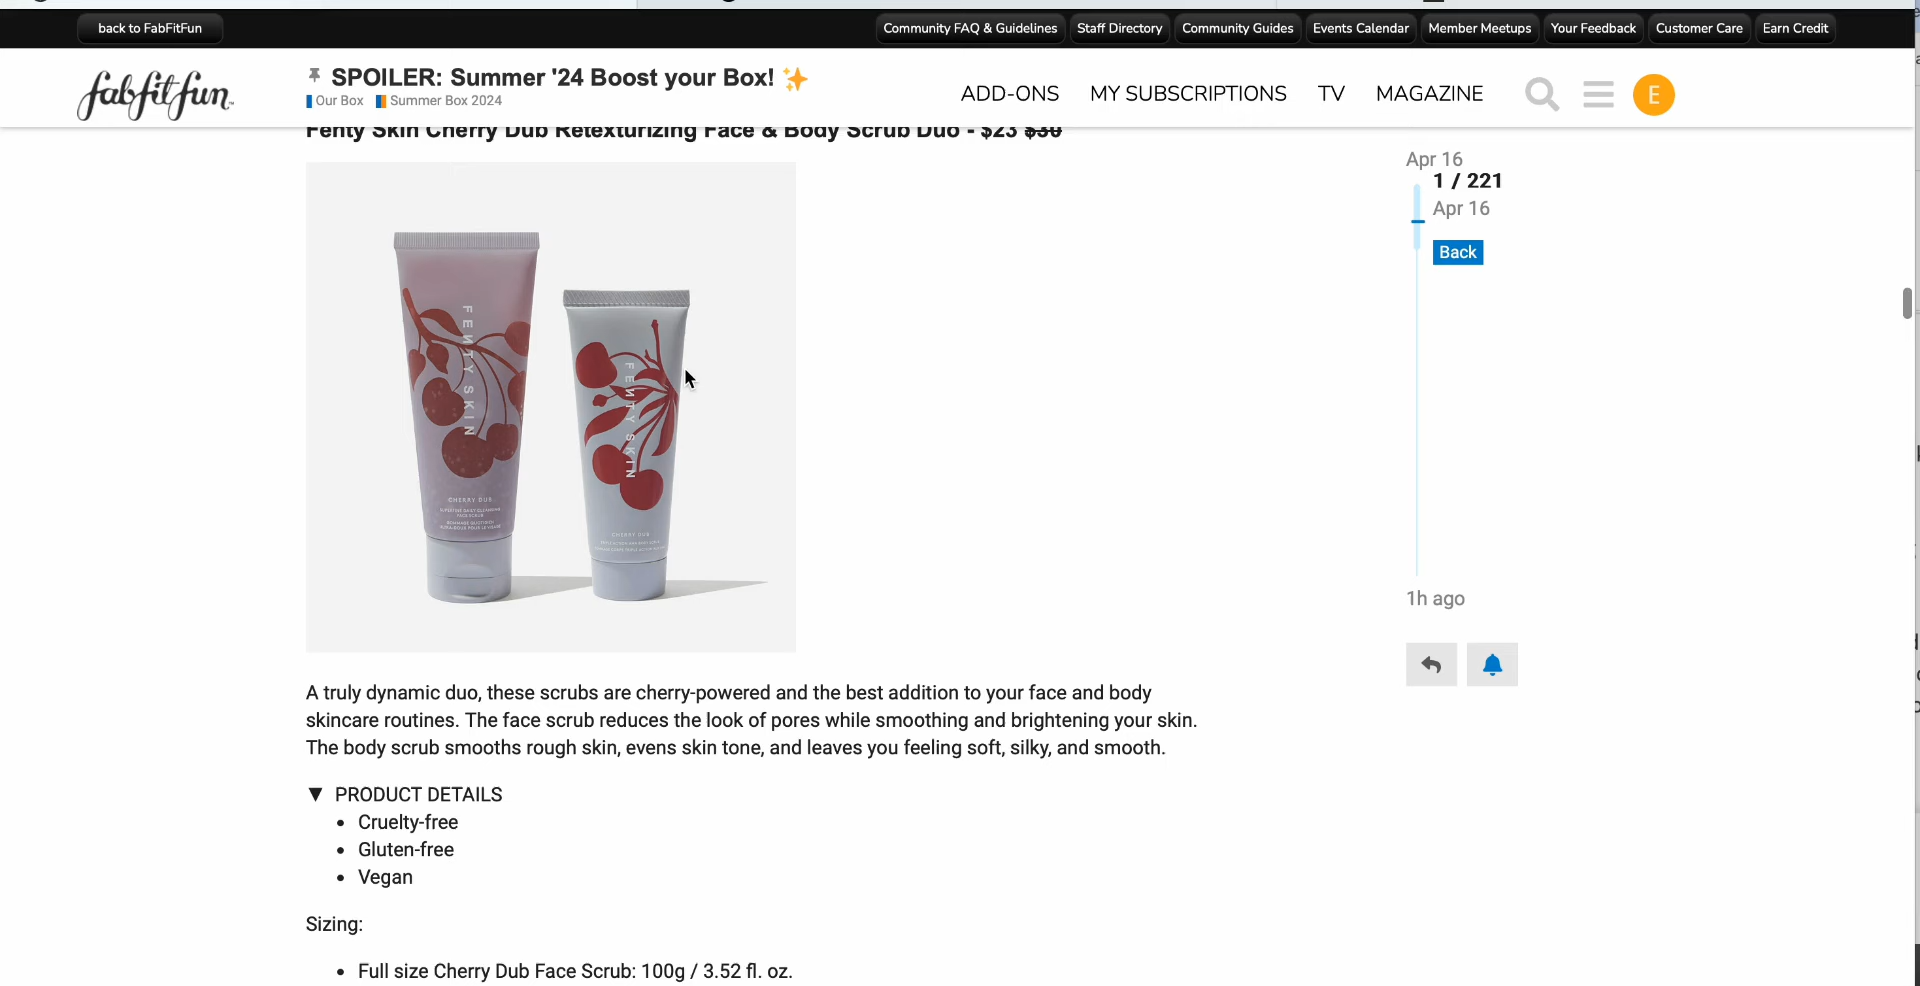 back to FabFitFun
Community FAQ & Guidelines
Staff Directory
Community Guides
Events Calendar
Member Meetups
Your Feedback
Customer Care
Earn Credit
fabfitfun
SPOILER: Summer '24 Boost your Box! ✨
Our Box Summer Box 2024
ADD-ONS
MY SUBSCRIPTIONS
TV
MAGAZINE
E
Fenty Skin Cherry Dub Retexturizing Face & Body Scrub Duo - $23 $30
FENTY SKIN
CHERRY DUB
FENTY SKIN
CHERRY DUB
Apr 16
1 / 221
Apr 16
Back
1h ago
A truly dynamic duo, these scrubs are cherry-powered and the best addition to your face and body
skincare routines. The face scrub reduces the look of pores while smoothing and brightening your skin.
The body scrub smooths rough skin, evens skin tone, and leaves you feeling soft, silky, and smooth.
▼ PRODUCT DETAILS
• Cruelty-free
• Gluten-free
• Vegan
Sizing:
• Full size Cherry Dub Face Scrub: 100g / 3.52 fl. oz.